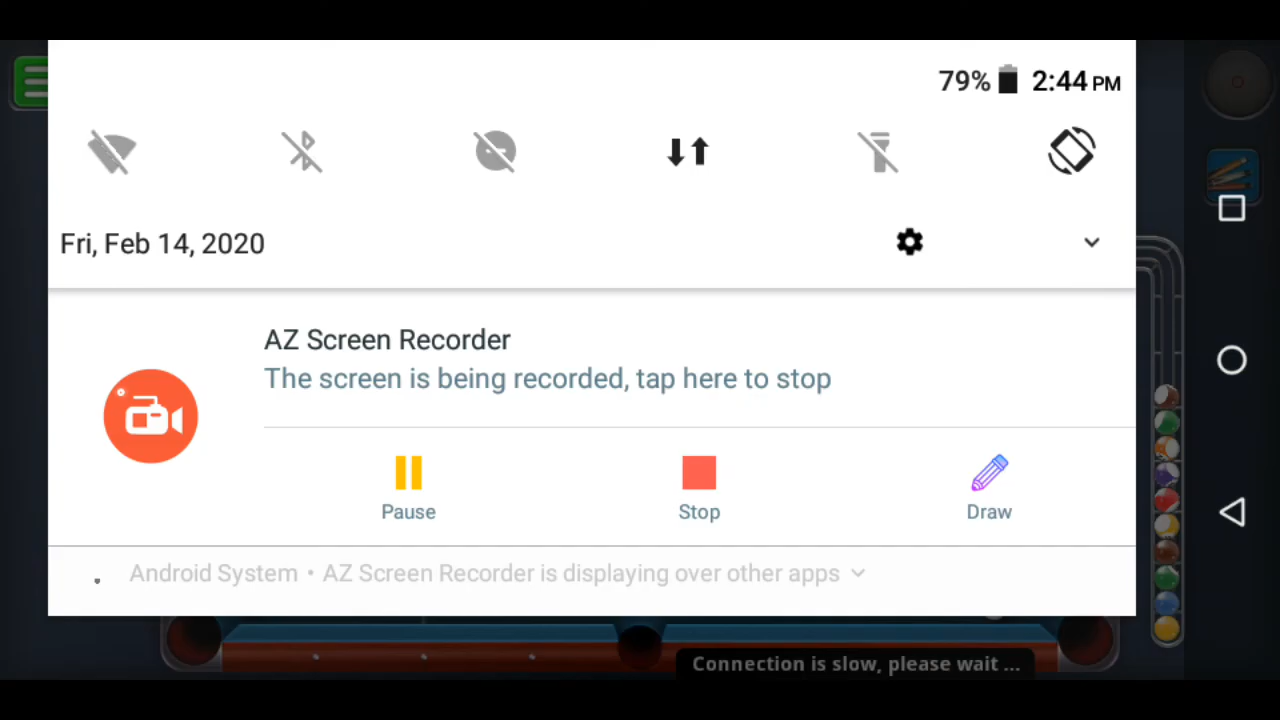 79% 2:44 PM
Fri, Feb 14, 2020
AZ Screen Recorder
The screen is being recorded, tap here to stop
Pause Stop Draw
Android System • AZ Screen Recorder is displaying over other apps
Connection is slow, please wait ...